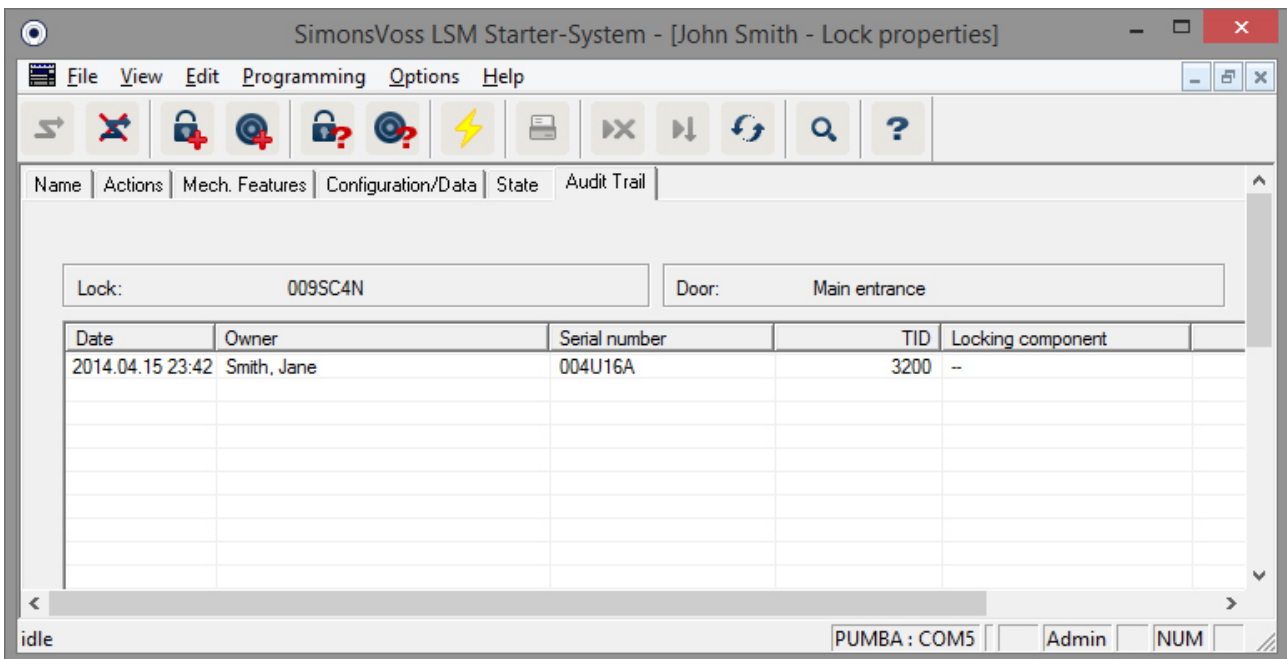 SimonsVoss LSM Starter-System - [John Smith - Lock properties]
File View Edit Programming Options Help
Name Actions Mech. Features Configuration/Data State Audit Trail
Lock: 009SC4N Door: Main entrance
Date Owner Serial number TID Locking component
2014.04.15 23:42 Smith, Jane 004U16A 3200 --
idle PUMBA : COM5 Admin NUM